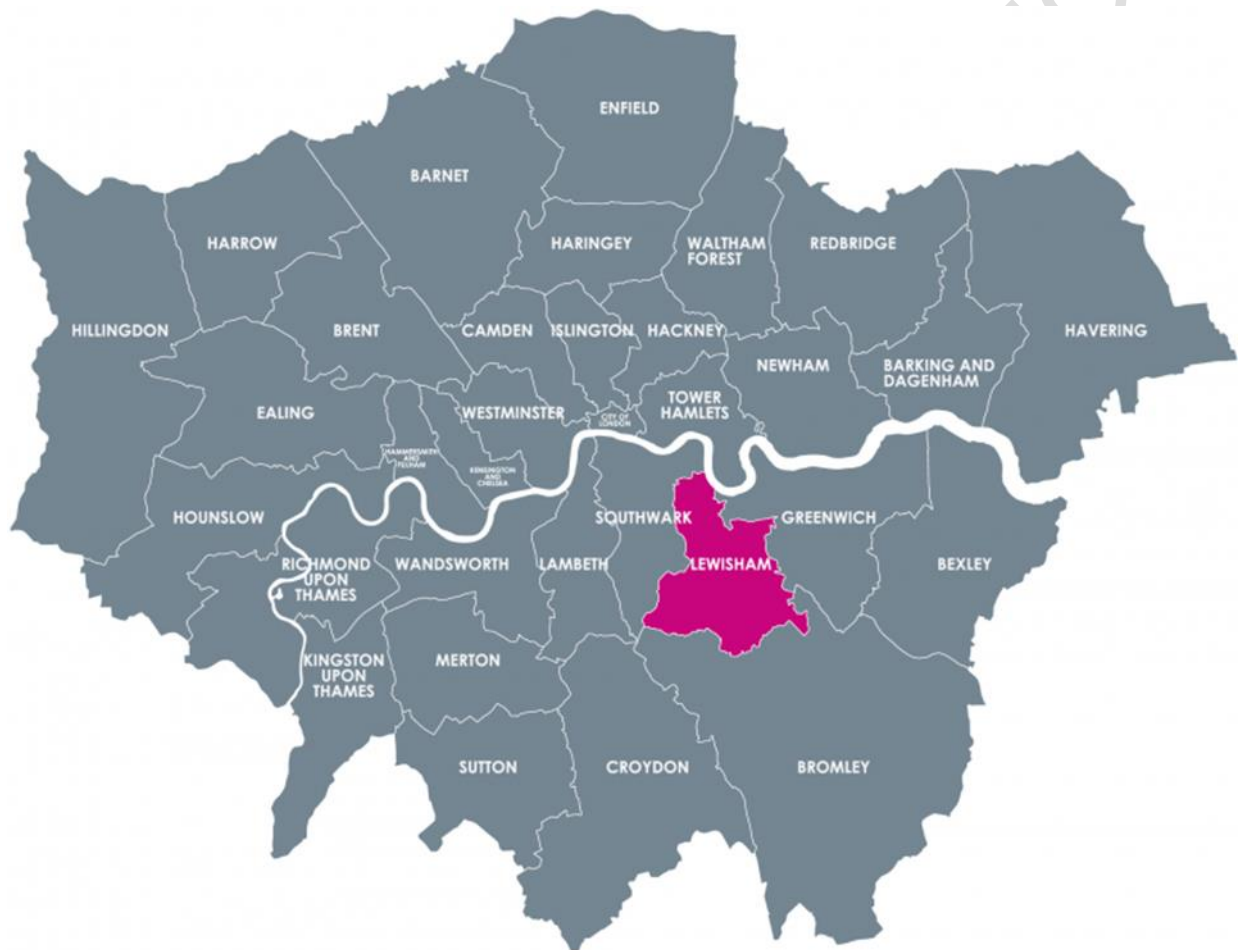 ENFIELD
BARNET
HARROW
HARINGEY
WALTHAM
FOREST
REDBRIDGE
HILLINGDON
BRENT
CAMDEN
ISLINGTON
HACKNEY
HAVERING
NEWHAM
BARKING AND
DAGENHAM
EALING
WESTMINSTER
TOWER
HAMLETS
CITY OF
LONDON
HAMMERSMITH
AND
KENSINGTON
AND
CHELSEA
HOUNSLOW
SOUTHWARK
GREENWICH
RICHMOND
UPON
THAMES
WANDSWORTH
LAMBETH
LEWISHAM
BEXLEY
KINGSTON
UPON
THAMES
MERTON
SUTTON
CROYDON
BROMLEY